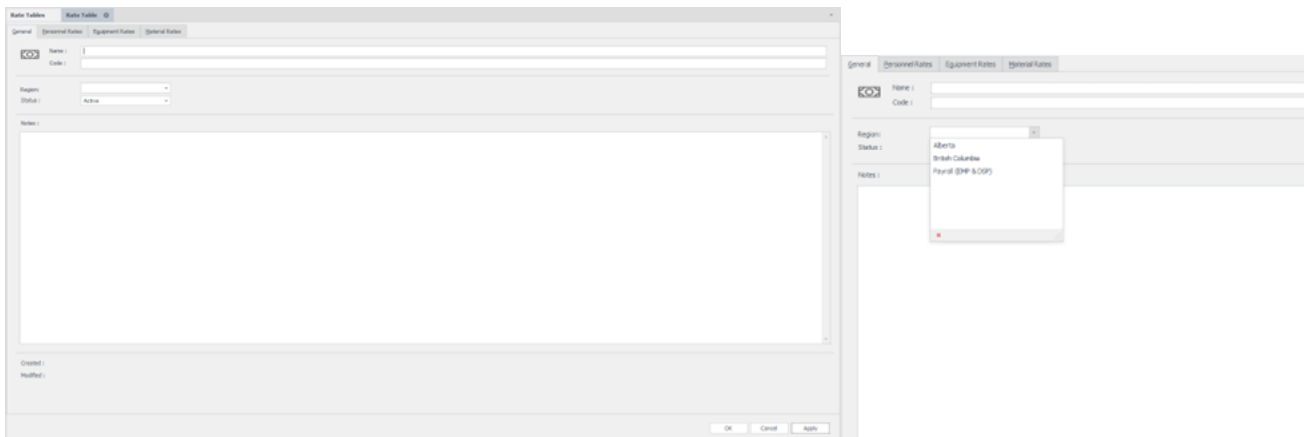 Rate Tables Rate Table
General Personnel Rates Equipment Rates Material Rates
Name :
Code :
Region:
Status : Active
Notes :
Created :
Modified :
OK Cancel Apply
General Personnel Rates Equipment Rates Material Rates
Name :
Code :
Region:
Status :
Alberta
British Columbia
Payroll (EMP & DSP)
Notes :